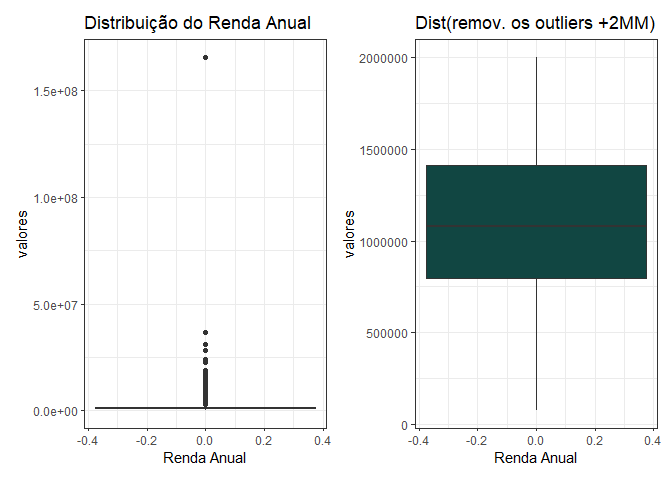 Distribuição do Renda Anual
1.5e+08
1.0e+08
5.0e+07
0.0e+00
valores
-0.4 -0.2 0.0 0.2 0.4
Renda Anual
Dist(remov. os outliers +2MM)
2000000
1500000
1000000
500000
0
valores
-0.4 -0.2 0.0 0.2 0.4
Renda Anual